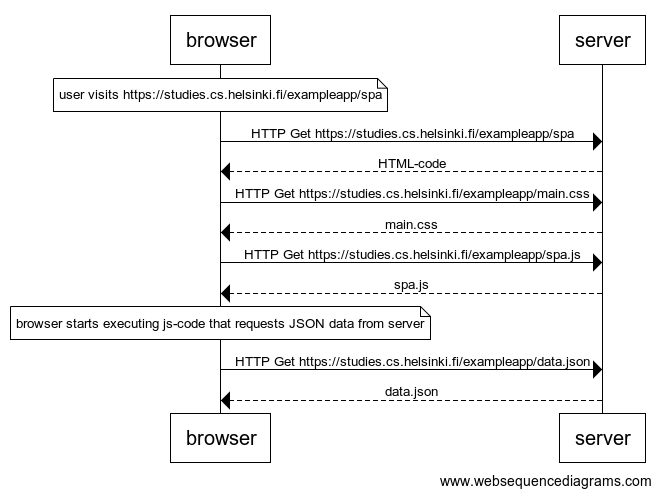 browser
server
user visits https://studies.cs.helsinki.fi/exampleapp/spa
HTTP Get https://studies.cs.helsinki.fi/exampleapp/spa
HTML-code
HTTP Get https://studies.cs.helsinki.fi/exampleapp/main.css
main.css
HTTP Get https://studies.cs.helsinki.fi/exampleapp/spa.js
spa.js
browser starts executing js-code that requests JSON data from server
HTTP Get https://studies.cs.helsinki.fi/exampleapp/data.json
data.json
browser
server
www.websequencediagrams.com